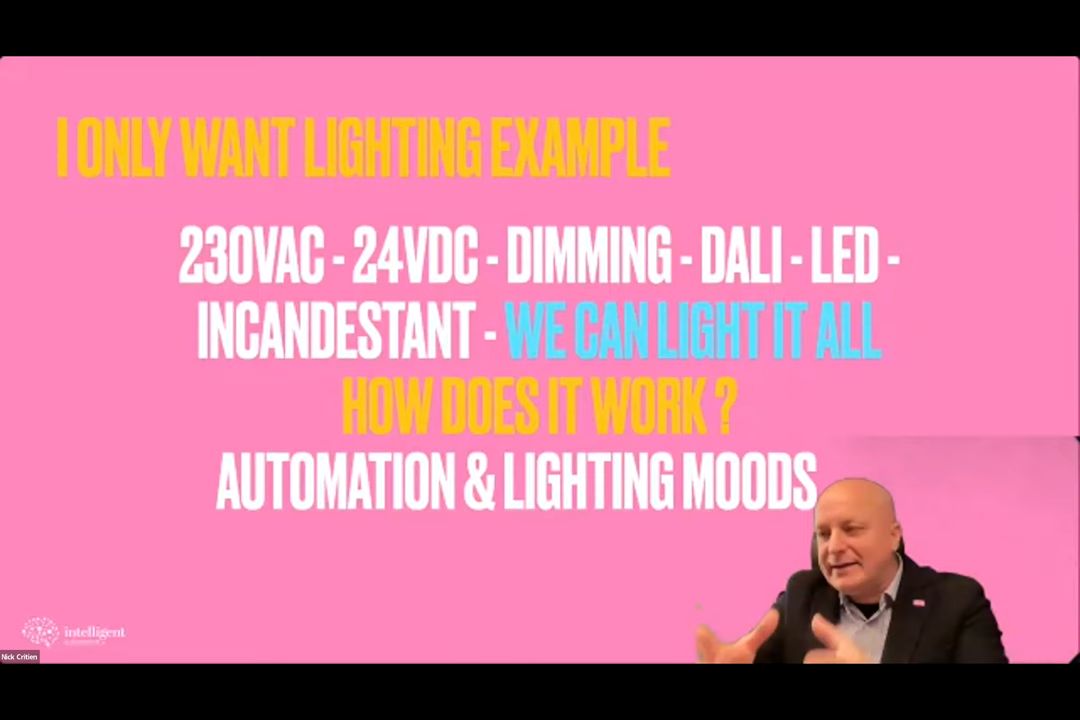 I ONLY WANT LIGHTING EXAMPLE
230VAC - 24VDC - DIMMING - DALI - LED -
INCANDESTANT - WE CAN LIGHT IT ALL
HOW DOES IT WORK ?
AUTOMATION & LIGHTING MOODS
intelligent
Nick Critien